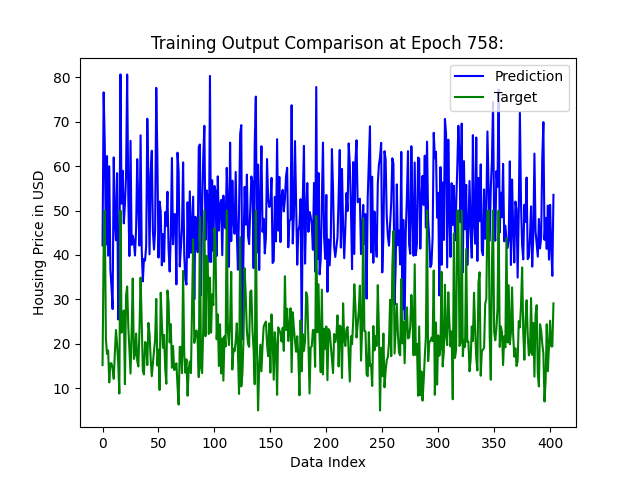 Training Output Comparison at Epoch 758:
Prediction
Target
Housing Price in USD
80
70
60
50
40
30
20
10
0 50 100 150 200 250 300 350 400
Data Index